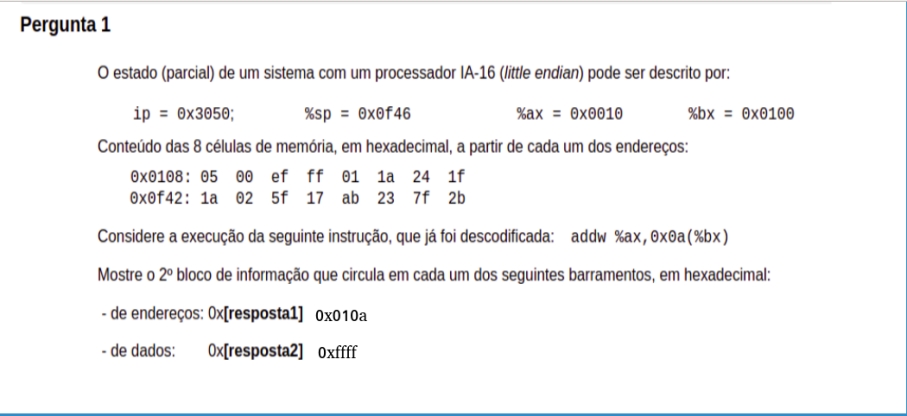 Pergunta 1
O estado (parcial) de um sistema com um processador IA-16 (little endian) pode ser descrito por:
ip = 0x3050; %sp = 0x0f46 %ax = 0x0010 %bx = 0x0100
Conteúdo das 8 células de memória, em hexadecimal, a partir de cada um dos endereços:
0x0108: 05 00 ef ff 01 1a 24 1f
0x0f42: 1a 02 5f 17 ab 23 7f 2b
Considere a execução da seguinte instrução, que já foi descodificada: addw %ax,0x0a(%bx)
Mostre o 2º bloco de informação que circula em cada um dos seguintes barramentos, em hexadecimal:
- de endereços: 0x[resposta1] 0x010a
- de dados: 0x[resposta2] 0xffff